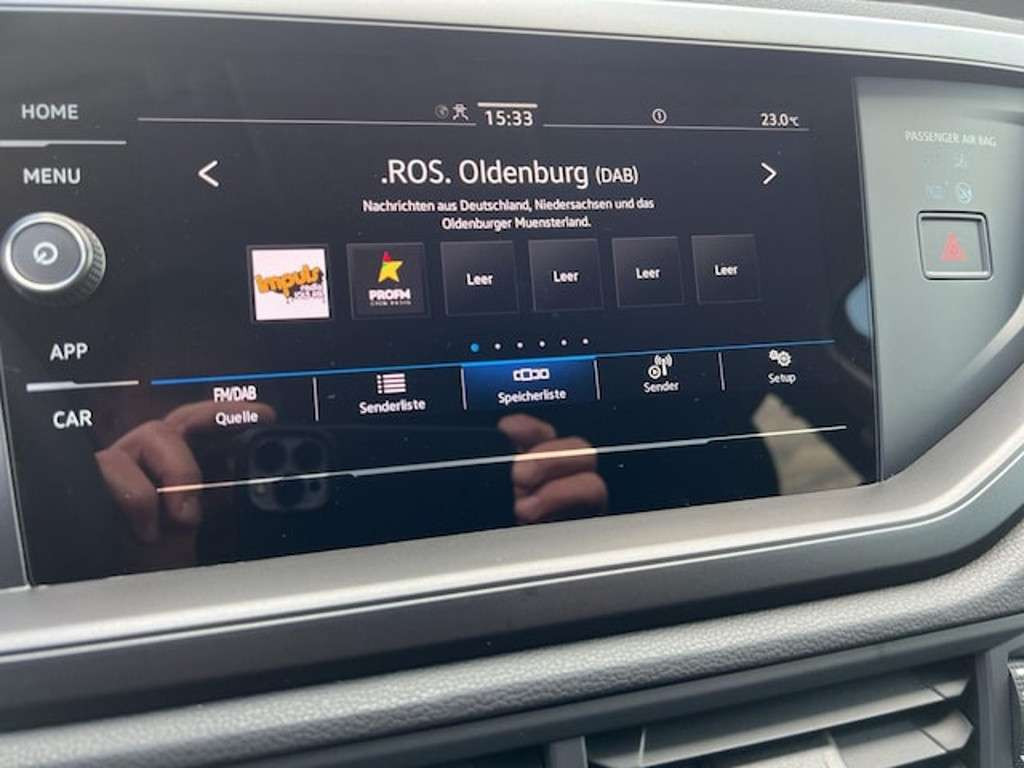 HOME
15:33
23.0°C
PASSENGER AIR BAG
MENU
.ROS. Oldenburg (DAB)
Nachrichten aus Deutschland, Niedersachsen und das
Oldenburger Muensterland.
impuls
PROFM
Leer
Leer
Leer
Leer
APP
CAR
FM/DAB
Quelle
Senderliste
Speicherliste
Sender
Setup